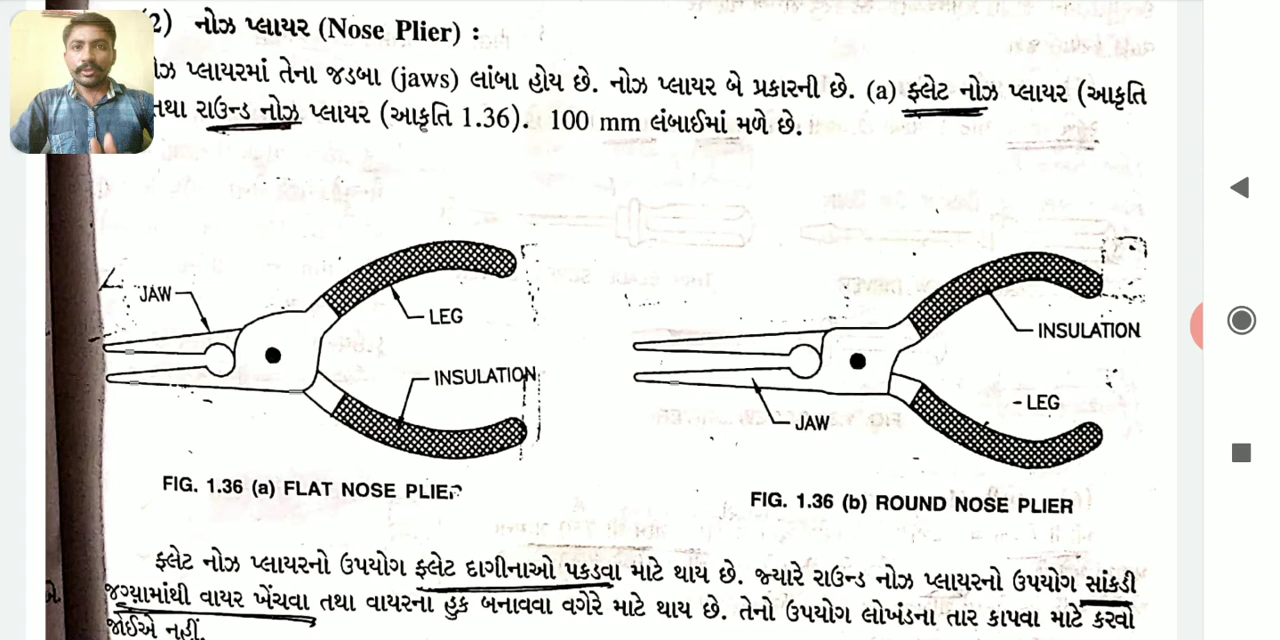 2) નોઝ પ્લાયર (Nose Plier) :
ઝ પ્લાયરમાં તેના જડબા (jaws) લાંબા હોય છે. નોઝ પ્લાયર બે પ્રકારની છે. (a) ફ્લેટ નોઝ પ્લાયર (આકૃતિ
તથા રાઉન્ડ નોઝ પ્લાયર (આકૃતિ 1.36). 100 mm લંબાઈમાં મળે છે.
JAW
LEG
INSULATION
FIG. 1.36 (a) FLAT NOSE PLIER
INSULATION
- LEG
JAW
FIG. 1.36 (b) ROUND NOSE PLIER
ફ્લેટ નોઝ પ્લાયરનો ઉપયોગ ફ્લેટ દાગીનાઓ પકડવા માટે થાય છે. જ્યારે રાઉન્ડ નોઝ પ્લાયરનો ઉપયોગ સાંકડી
જગ્યામાંથી વાયર ખેંચવા તથા વાયરના હુક બનાવવા વગેરે માટે થાય છે. તેનો ઉપયોગ લોખંડના તાર કાપવા માટે કરવો
જોઈએ નહીં.